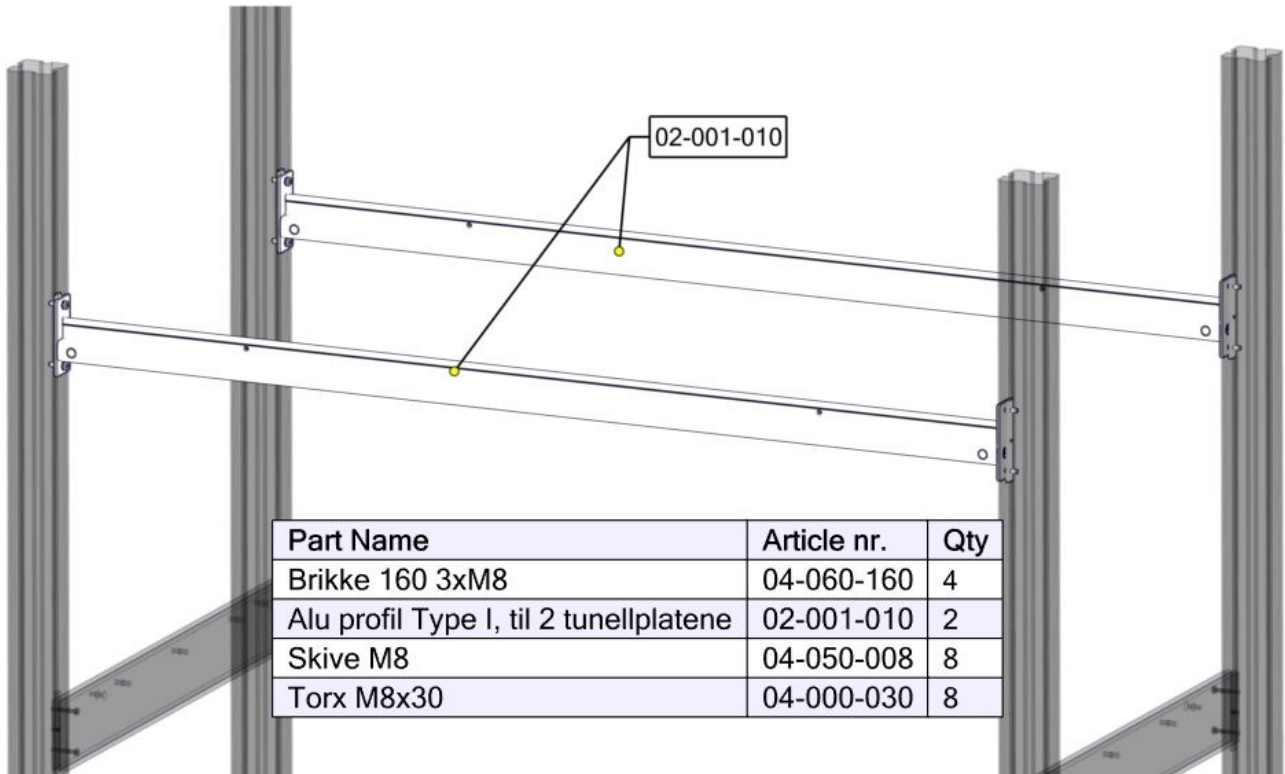 02-001-010
Part Name Article nr. Qty
Brikke 160 3xM8 04-060-160 4
Alu profil Type I, til 2 tunellplatene 02-001-010 2
Skive M8 04-050-008 8
Torx M8x30 04-000-030 8